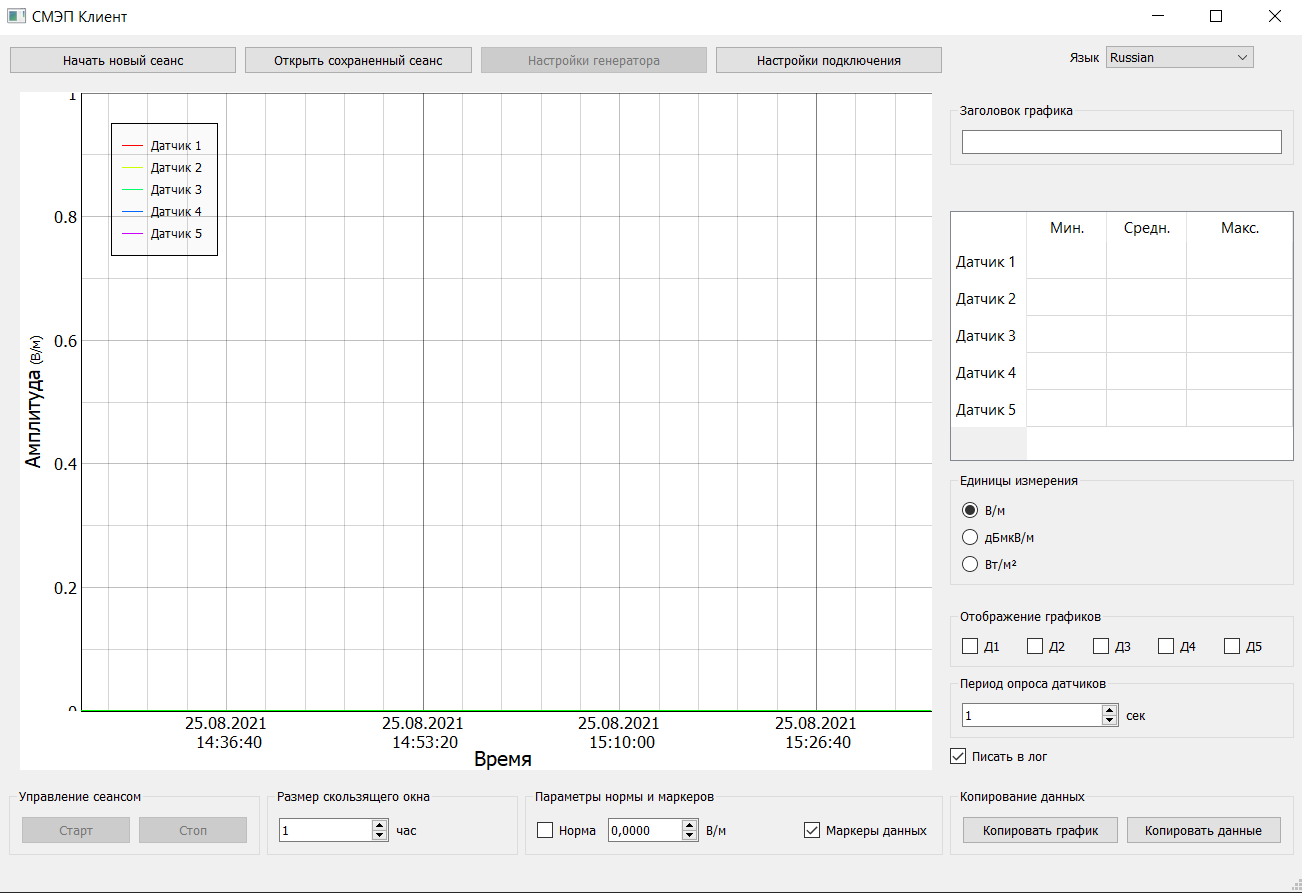 СМЭП Клиент
Начать новый сеанс
Открыть сохраненный сеанс
Настройки генератора
Настройки подключения
Язык
Russian
Заголовок графика
1
0.8
0.6
0.4
0.2
0
Амплитуда (В/м)
Датчик 1
Датчик 2
Датчик 3
Датчик 4
Датчик 5
25.08.2021
14:36:40
25.08.2021
14:53:20
25.08.2021
15:10:00
25.08.2021
15:26:40
Время
Мин. Средн. Макс.
Датчик 1
Датчик 2
Датчик 3
Датчик 4
Датчик 5
Единицы измерения
В/м
дБмкВ/м
Вт/м²
Отображение графиков
Д1 Д2 Д3 Д4 Д5
Период опроса датчиков
1 сек
Писать в лог
Управление сеансом
Старт Стоп
Размер скользящего окна
1 час
Параметры нормы и маркеров
Норма 0,0000 В/м Маркеры данных
Копирование данных
Копировать график Копировать данные